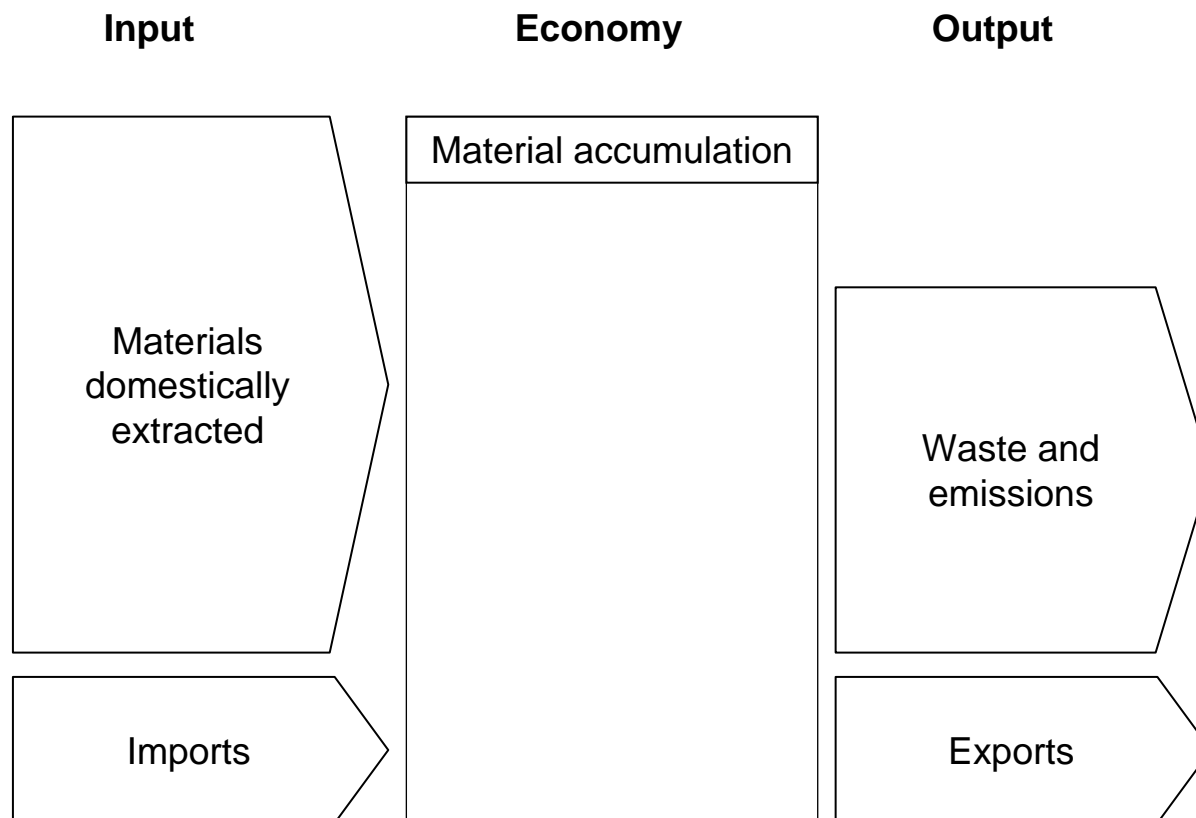 Input
Economy
Output
Material accumulation
Materials
domestically
extracted
Waste and
emissions
Imports
Exports